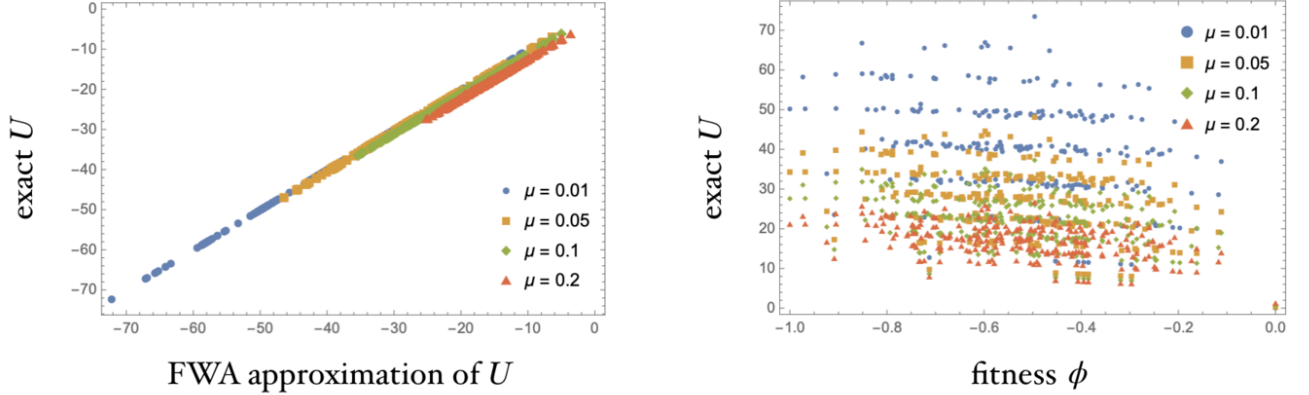 0
-10
-20
-30
-40
-50
-60
-70
exact U
-70 -60 -50 -40 -30 -20 -10 0
FWA approximation of U
μ = 0.01
μ = 0.05
μ = 0.1
μ = 0.2
70
60
50
40
30
20
10
0
exact U
-1.0 -0.8 -0.6 -0.4 -0.2 0.0
fitness ϕ
μ = 0.01
μ = 0.05
μ = 0.1
μ = 0.2